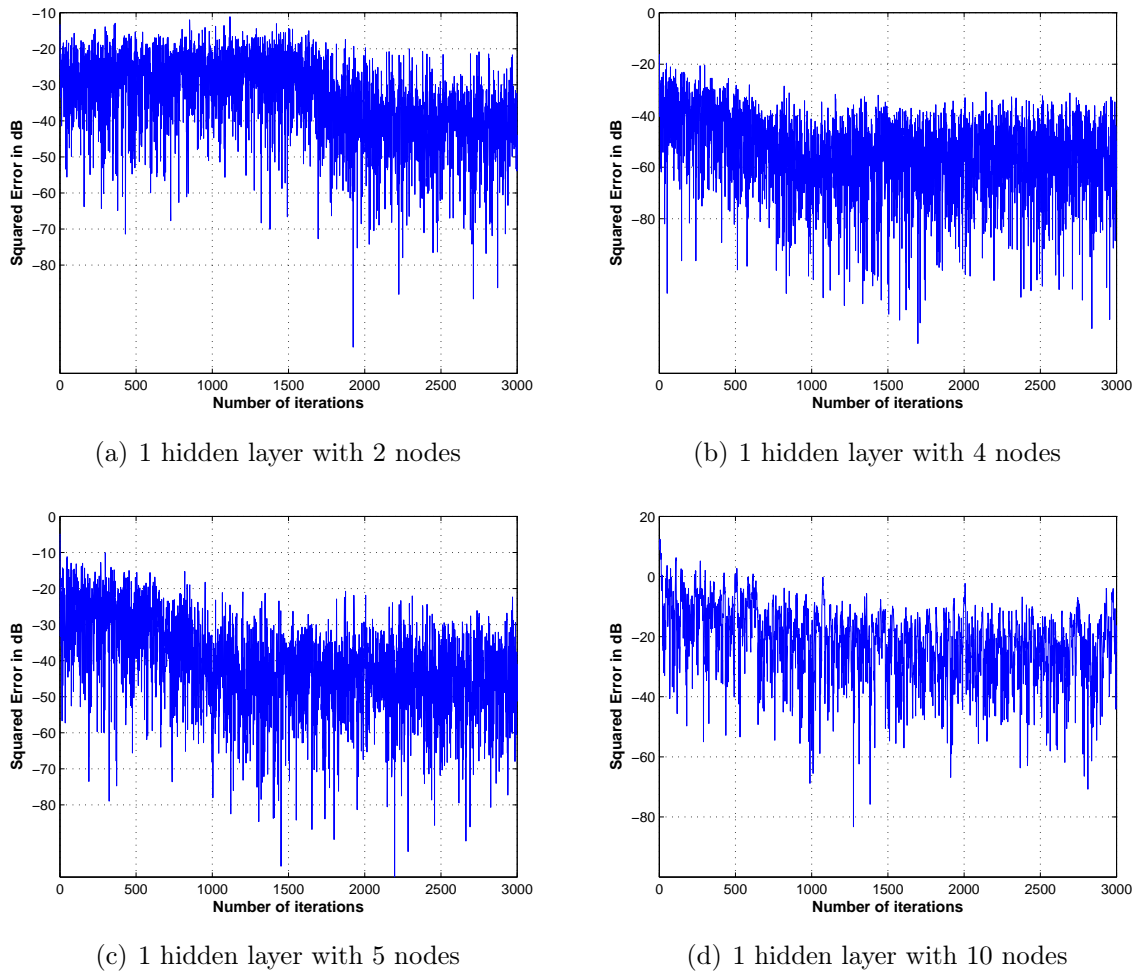 −10
−20
−30
−40
−50
−60
−70
−80
Squared Error in dB
0 500 1000 1500 2000 2500 3000
Number of iterations
(a) 1 hidden layer with 2 nodes
0
−20
−40
−60
−80
Squared Error in dB
0 500 1000 1500 2000 2500 3000
Number of iterations
(b) 1 hidden layer with 4 nodes
0
−10
−20
−30
−40
−50
−60
−70
−80
Squared Error in dB
0 500 1000 1500 2000 2500 3000
Number of iterations
(c) 1 hidden layer with 5 nodes
20
0
−20
−40
−60
−80
Squared Error in dB
0 500 1000 1500 2000 2500 3000
Number of iterations
(d) 1 hidden layer with 10 nodes